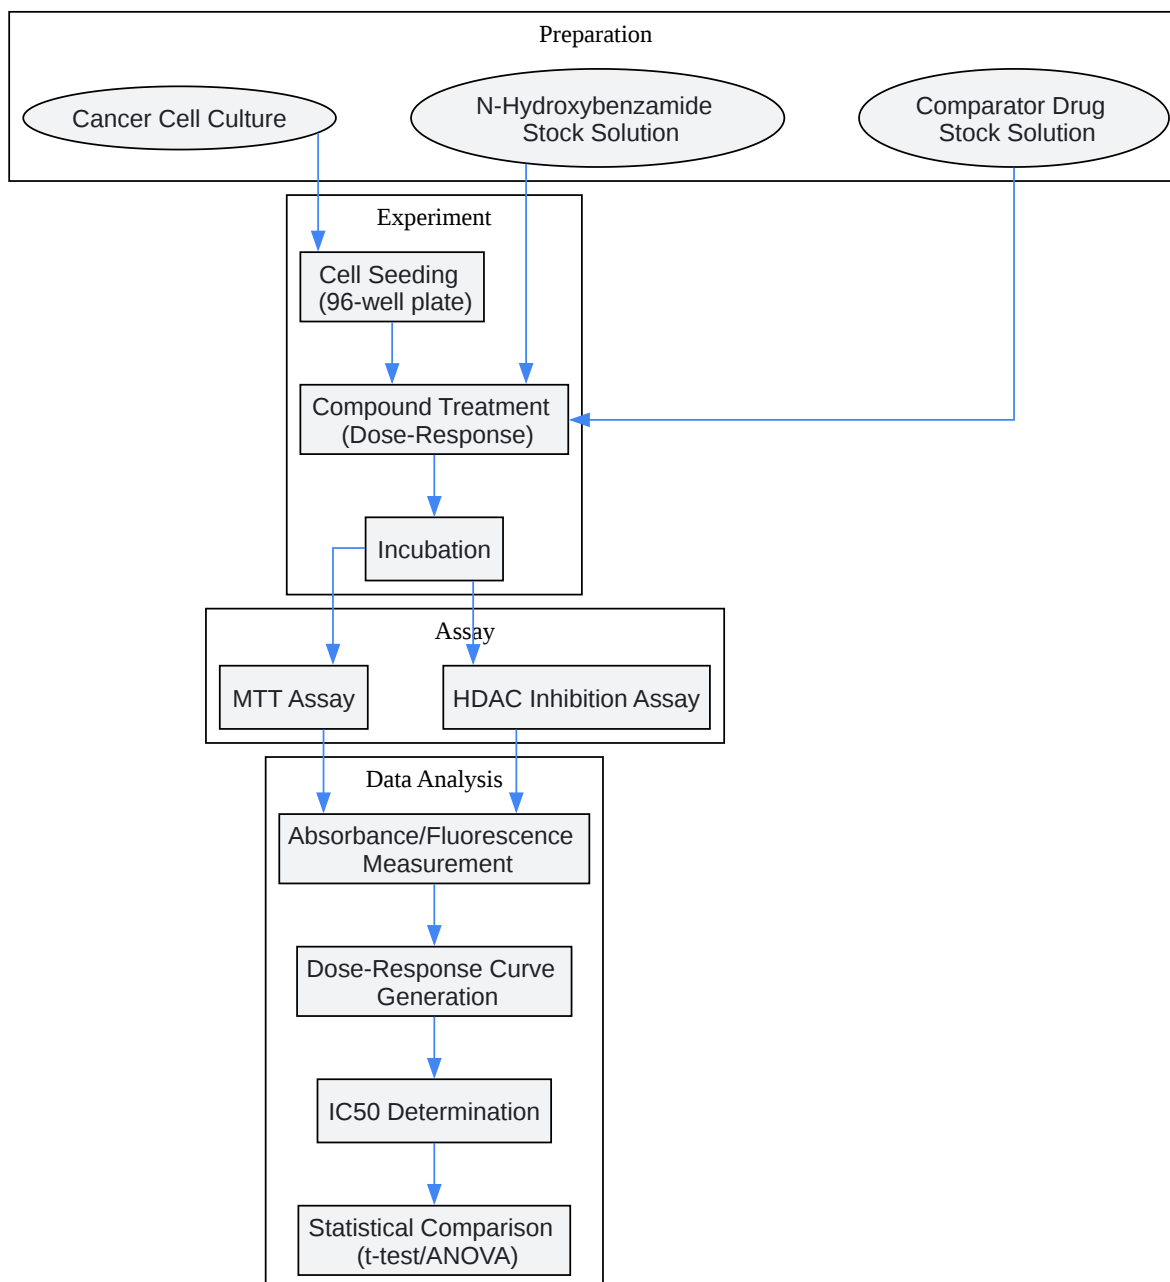 Preparation
Cancer Cell Culture
N-Hydroxybenzamide
Stock Solution
Comparator Drug
Stock Solution
Experiment
Cell Seeding
(96-well plate)
Compound Treatment
(Dose-Response)
Incubation
Assay
MTT Assay
HDAC Inhibition Assay
Data Analysis
Absorbance/Fluorescence
Measurement
Dose-Response Curve
Generation
IC50 Determination
Statistical Comparison
(t-test/ANOVA)